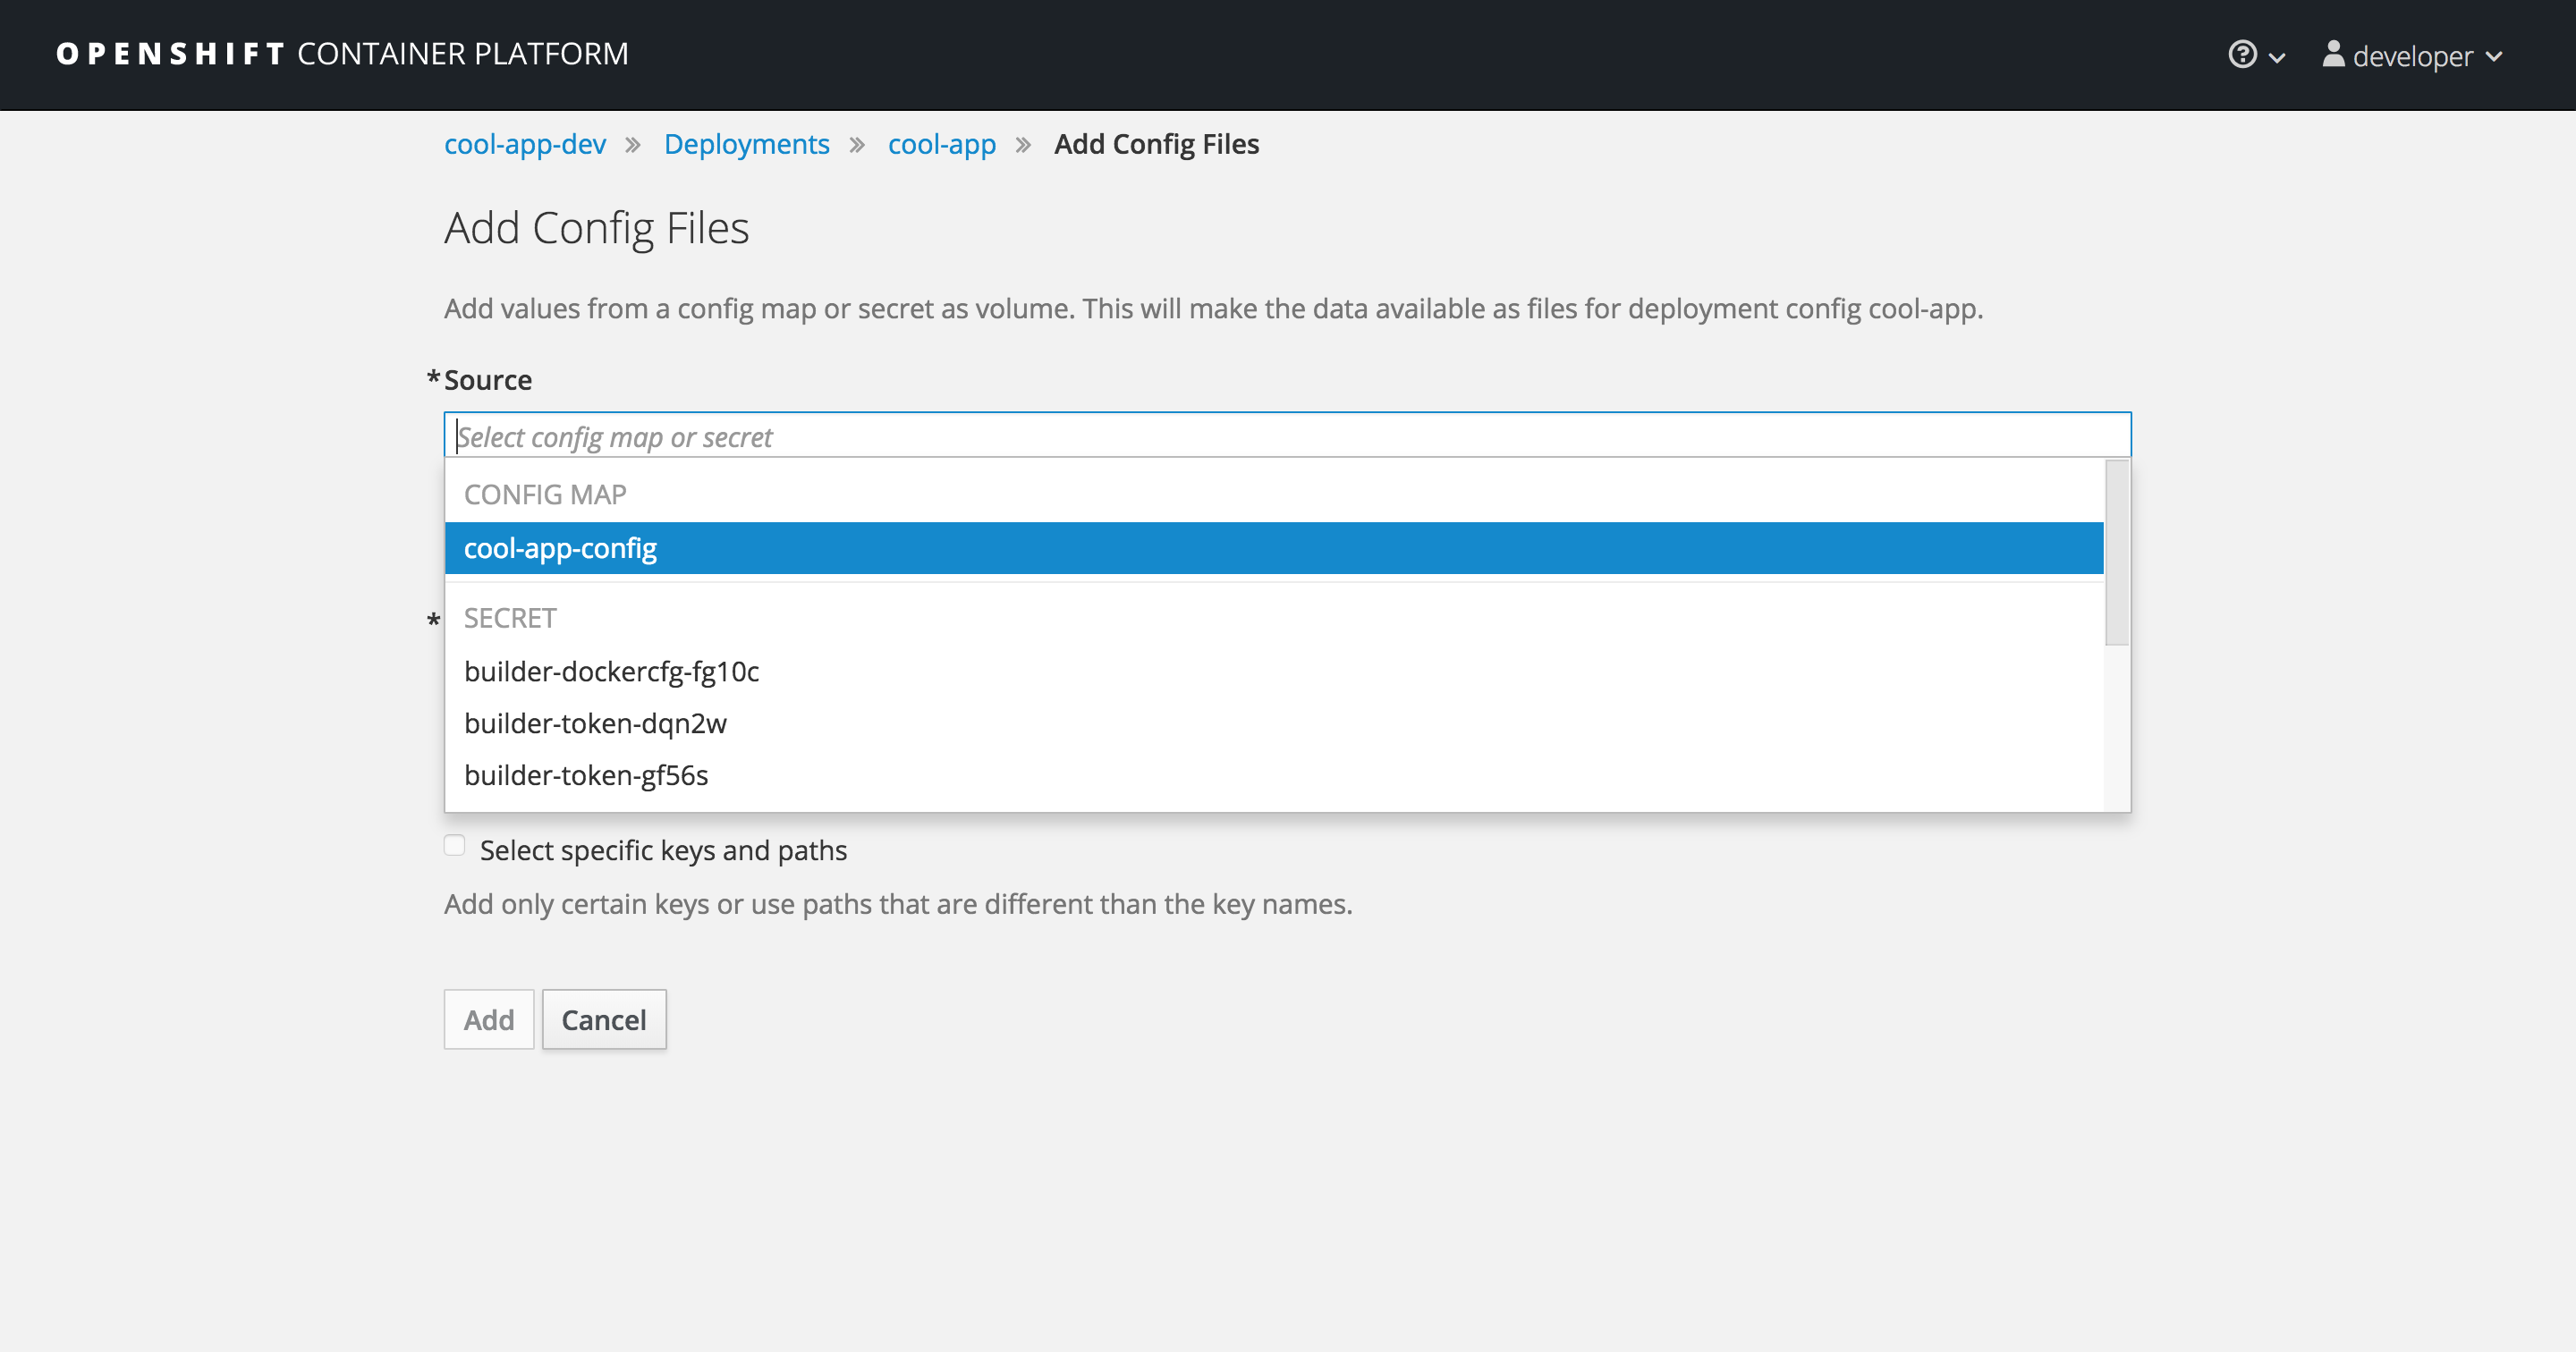 OPENSHIFT CONTAINER PLATFORM
developer
cool-app-dev » Deployments » cool-app » Add Config Files
Add Config Files
Add values from a config map or secret as volume. This will make the data available as files for deployment config cool-app.
*Source
Select config map or secret
CONFIG MAP
cool-app-config
*
SECRET
builder-dockercfg-fg10c
builder-token-dqn2w
builder-token-gf56s
Select specific keys and paths
Add only certain keys or use paths that are different than the key names.
Add Cancel